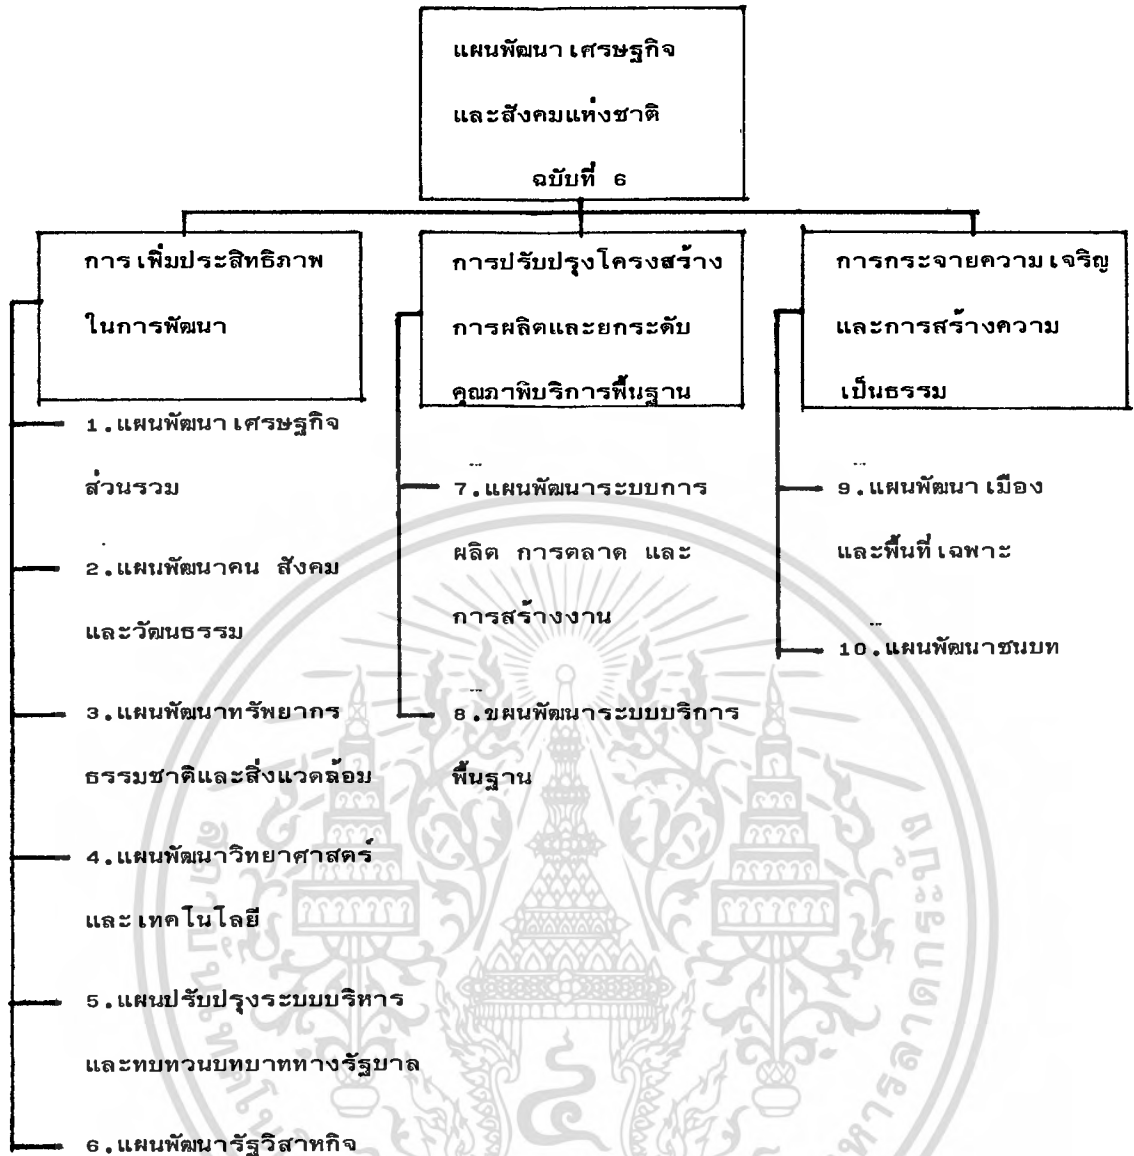 แผนพัฒนาเศรษฐกิจ
และสังคมแห่งชาติ
ฉบับที่ 6
การเพิ่มประสิทธิภาพ
ในการพัฒนา
1.แผนพัฒนาเศรษฐกิจ
ส่วนรวม
2.แผนพัฒนาคน สังคม
และวัฒนธรรม
3.แผนพัฒนาทรัพยากร
ธรรมชาติและสิ่งแวดล้อม
4.แผนพัฒนาวิทยาศาสตร์
และเทคโนโลยี
5.แผนปรับปรุงระบบบริหาร
และทบทวนบทบาททางรัฐบาล
6.แผนพัฒนารัฐวิสาหกิจ
การปรับปรุงโครงสร้าง
การผลิตและยกระดับ
คุณภาพิบริการพื้นฐาน
7.แผนพัฒนาระบบการ
ผลิต การตลาด และ
การสร้างงาน
8.ขผนพัฒนาระบบบริการ
พื้นฐาน
การกระจายความเจริญ
และการสร้างความ
เป็นธรรม
9.แผนพัฒนาเมือง
และพื้นที่เฉพาะ
10.แผนพัฒนาชนบท